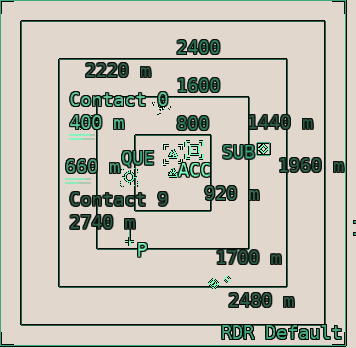 2400
2220 m
1600
Contact 0
400 m
800
1440 m
QUE
SUB
660 m
ACC
1960 m
Contact 9
920 m
2740 m
P
1700 m
2480 m
RDR Default